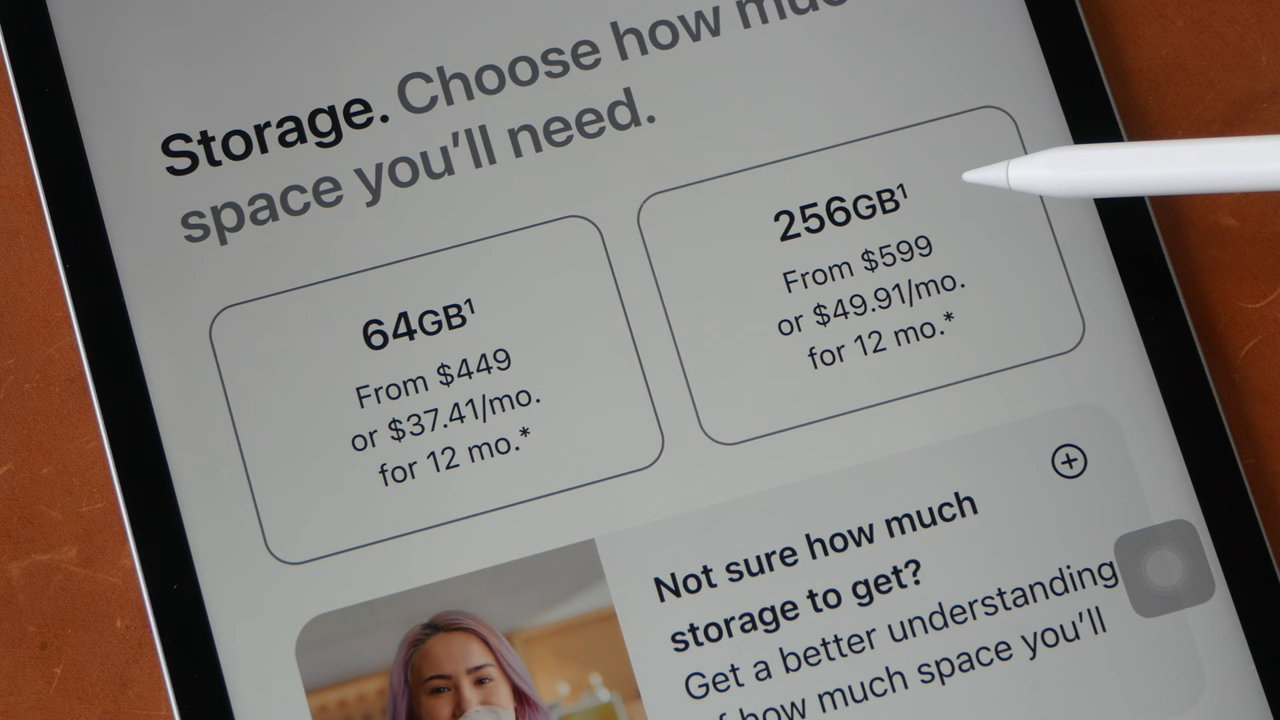 Storage. Choose how much
space you'll need.
64GB¹
From $449
or $37.41/mo.
for 12 mo.*
256GB¹
From $599
or $49.91/mo.
for 12 mo.*
Not sure how much
storage to get?
Get a better understanding
of how much space you'll